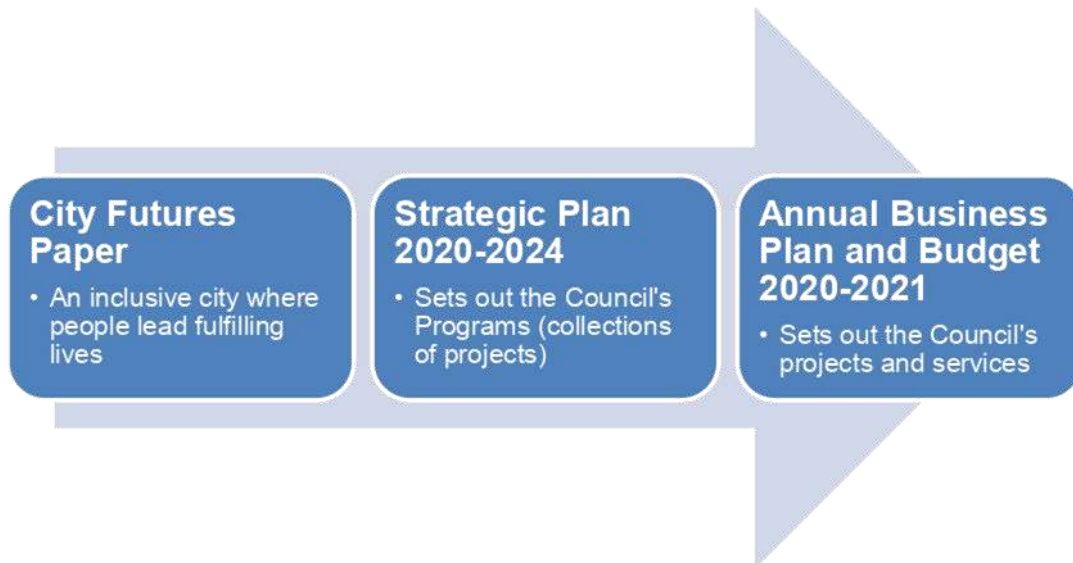 City Futures
Paper
• An inclusive city where
people lead fulfilling
lives
Strategic Plan
2020-2024
• Sets out the Council's
Programs (collections
of projects)
Annual Business
Plan and Budget
2020-2021
• Sets out the Council's
projects and services